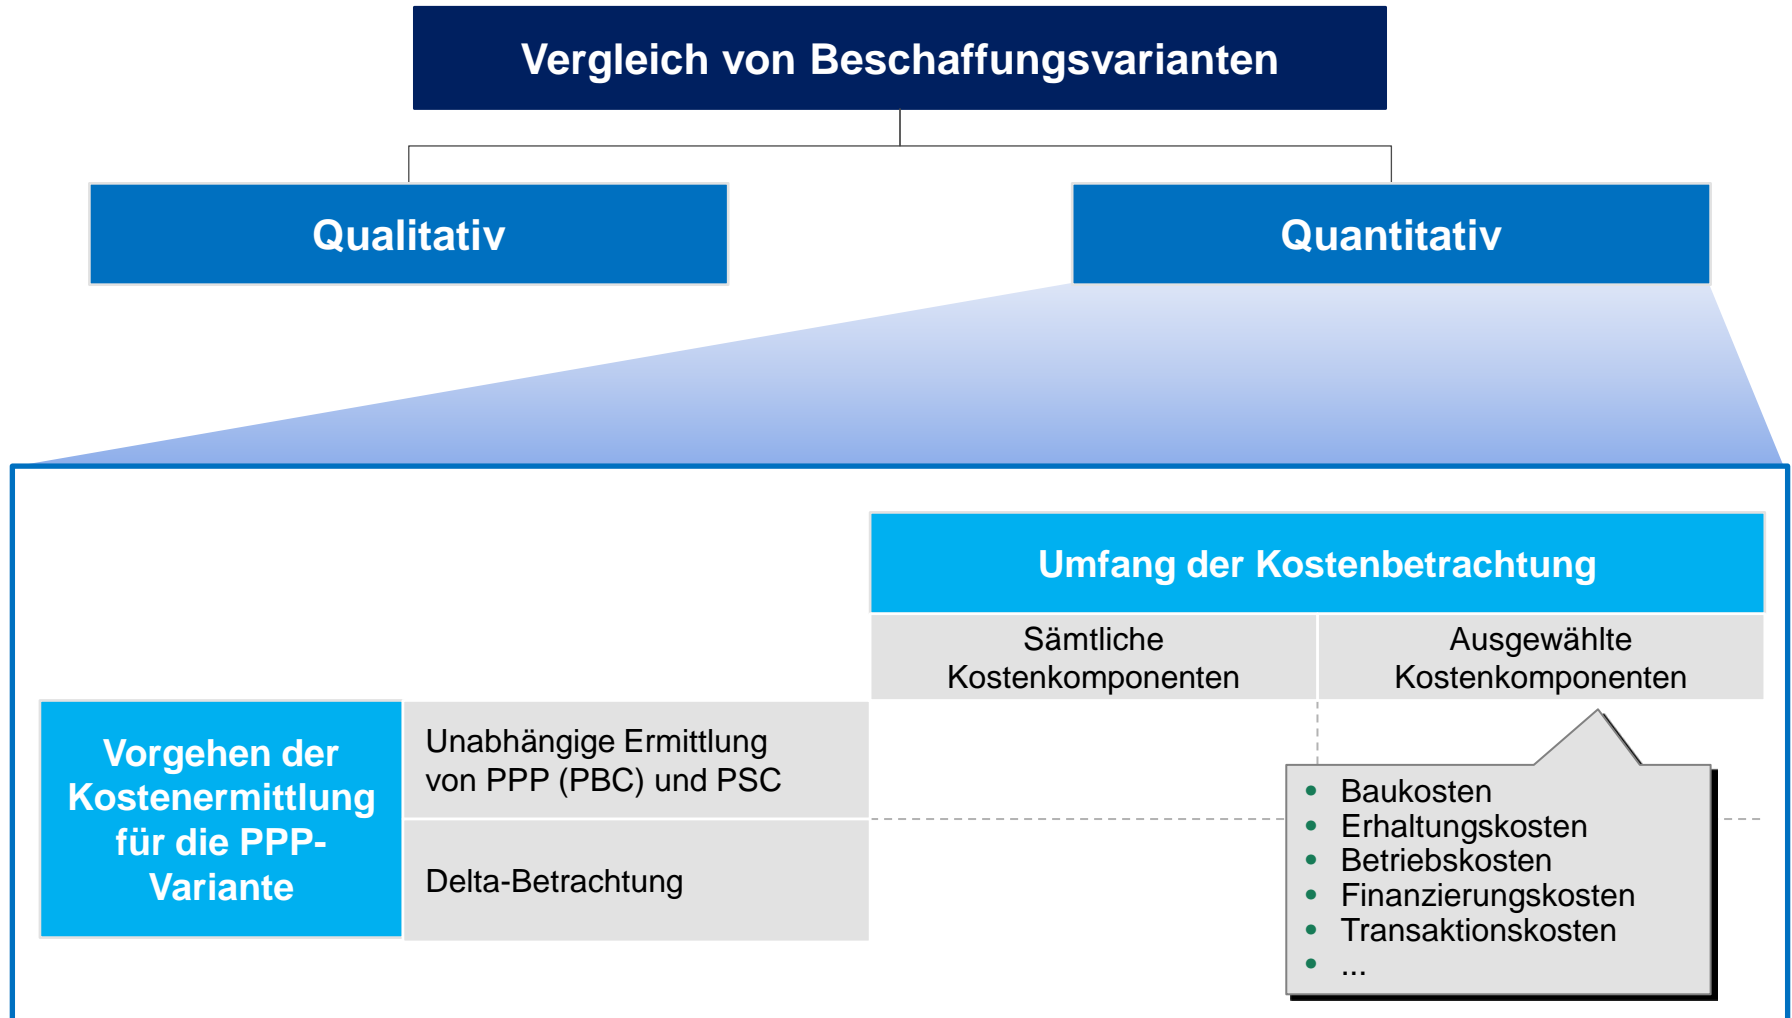 Vergleich von Beschaffungsvarianten
Qualitativ
Quantitativ
Umfang der Kostenbetrachtung
Sämtliche
Kostenkomponenten
Ausgewählte
Kostenkomponenten
Vorgehen der
Kostenermittlung
für die PPP-
Variante
Unabhängige Ermittlung
von PPP (PBC) und PSC
Delta-Betrachtung
• Baukosten
• Erhaltungskosten
• Betriebskosten
• Finanzierungskosten
• Transaktionskosten
• ...